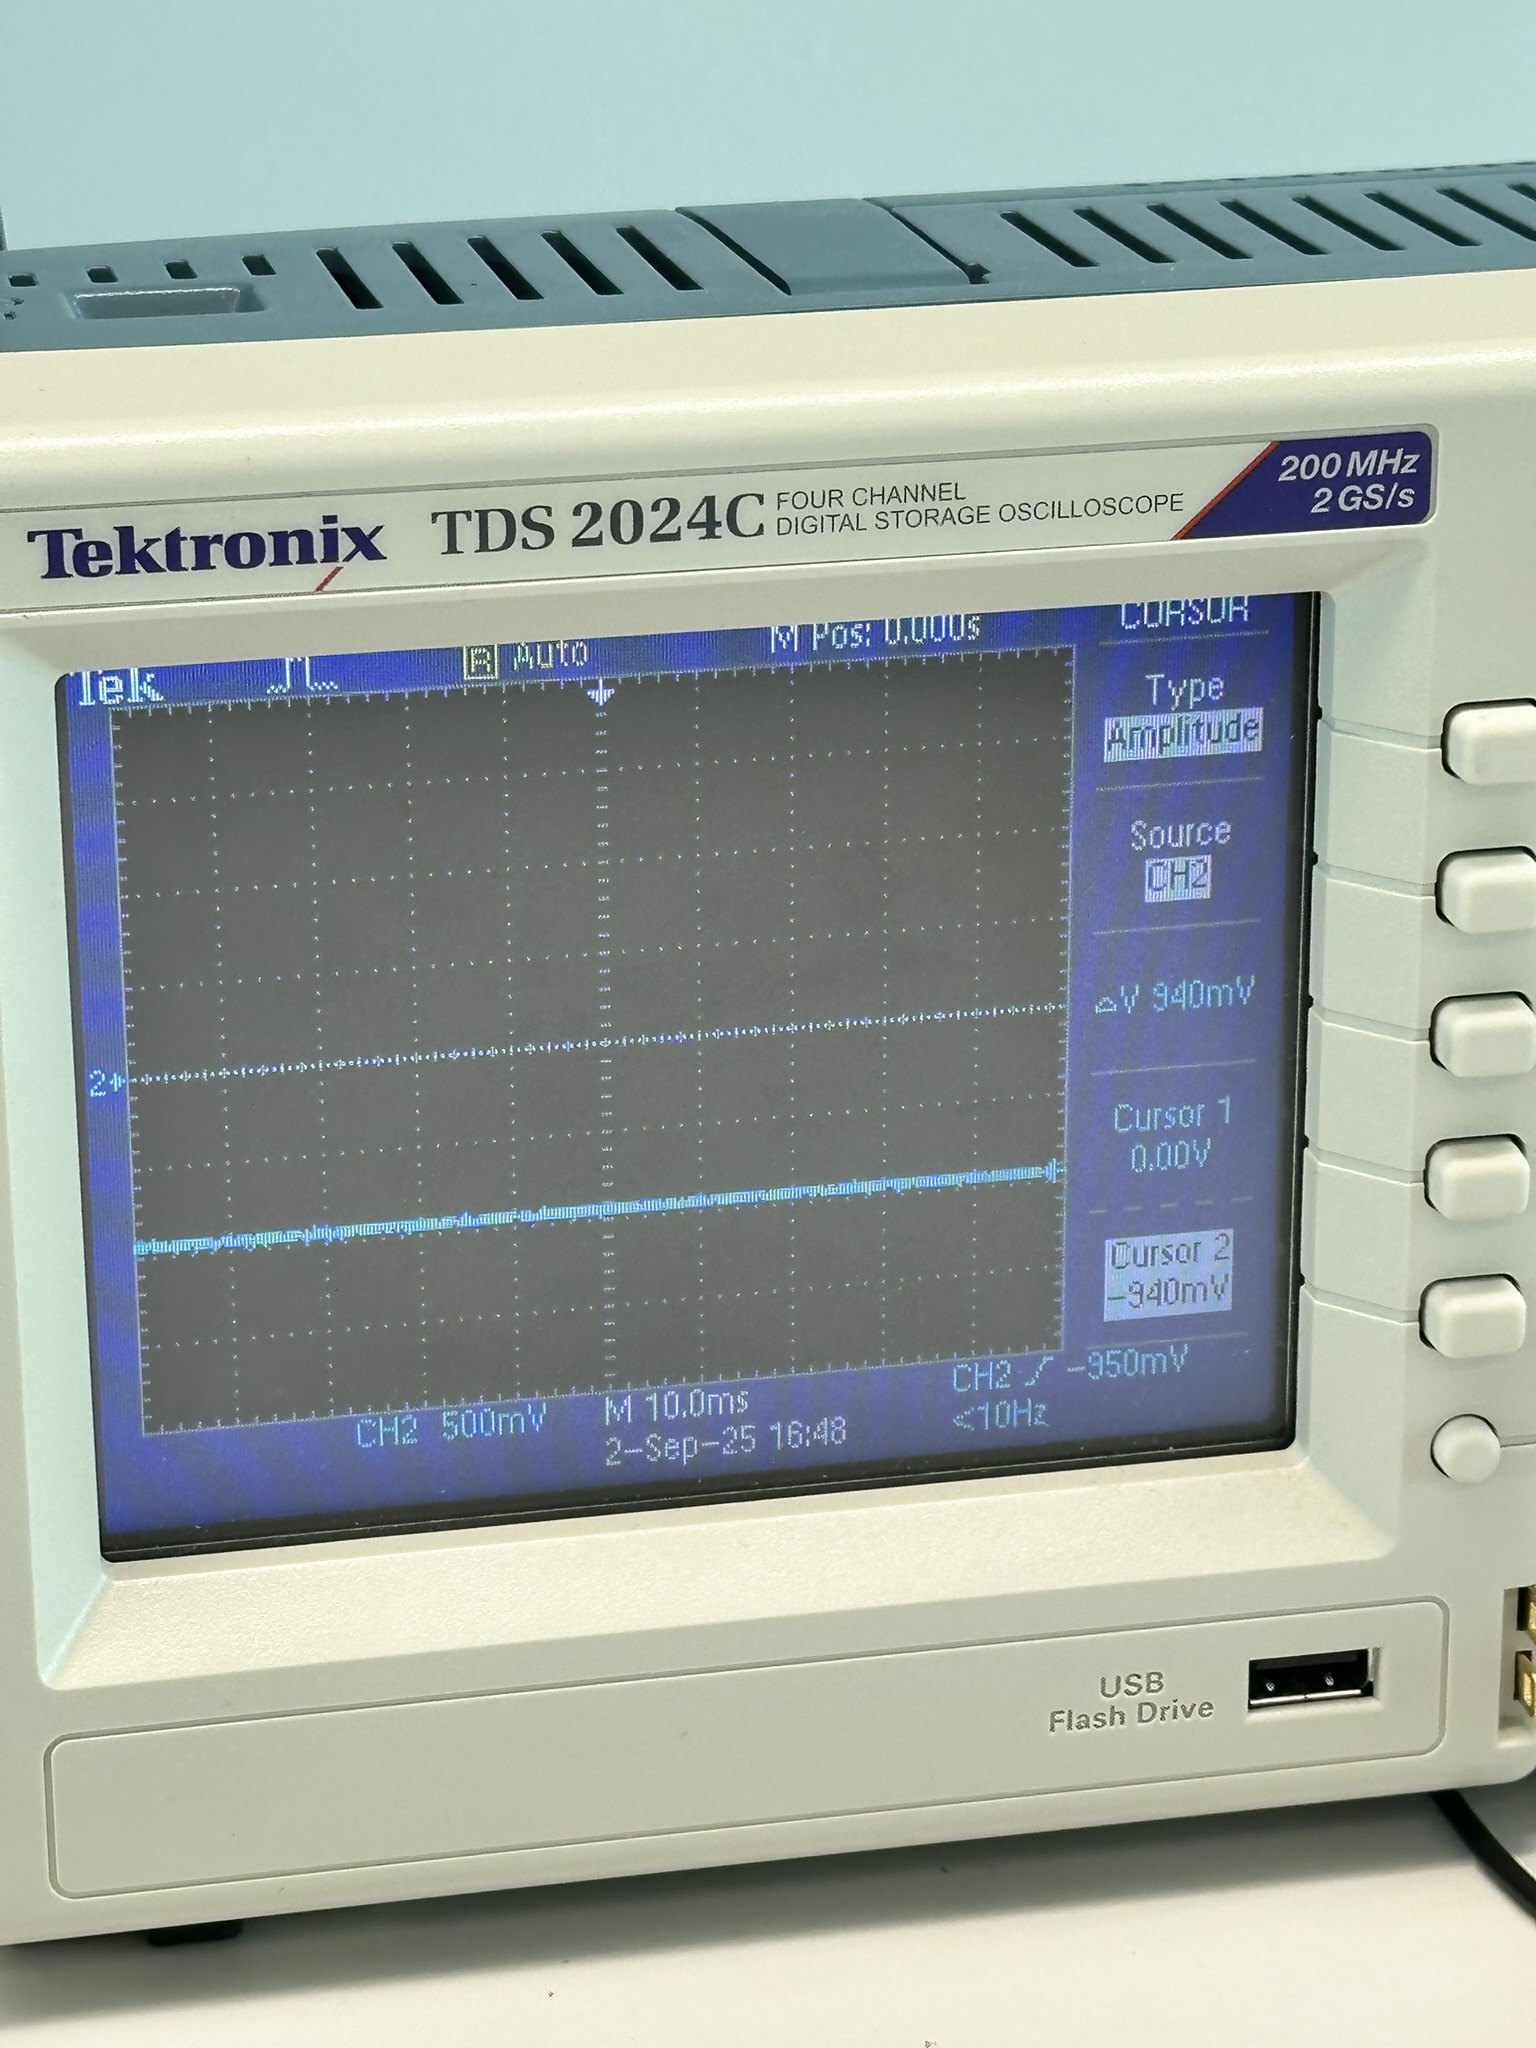 200 MHz
2 GS/s
Tektronix TDS 2024C FOUR CHANNEL
DIGITAL STORAGE OSCILLOSCOPE
Tek R Auto M Pos: 0.000s CURSOR
Type
Amplitude
Source
CH2
ΔV 940mV
2
Cursor 1
0.00V
Cursor 2
-940mV
CH2 500mV M 10.0ms CH2 -950mV
2-Sep-25 16:48 <10Hz
USB
Flash Drive